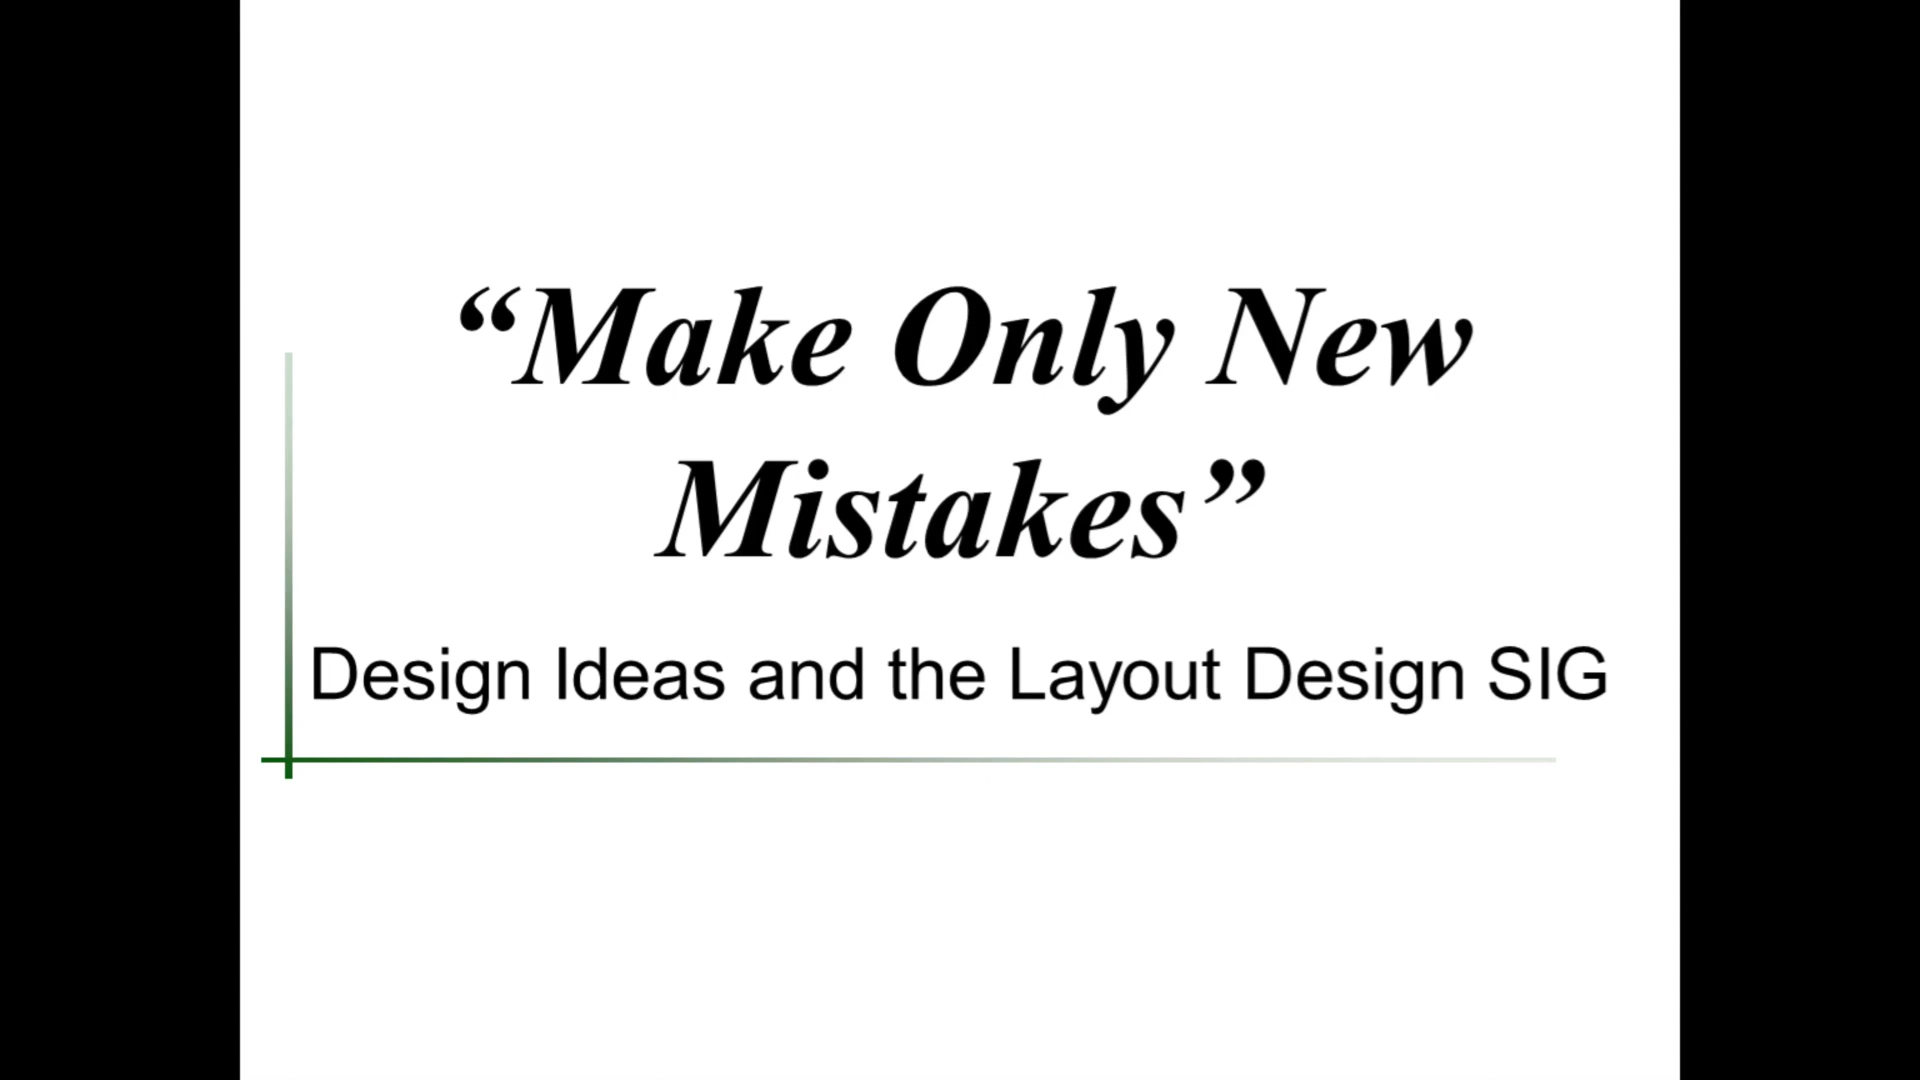 “Make Only New
Mistakes”
Design Ideas and the Layout Design SIG